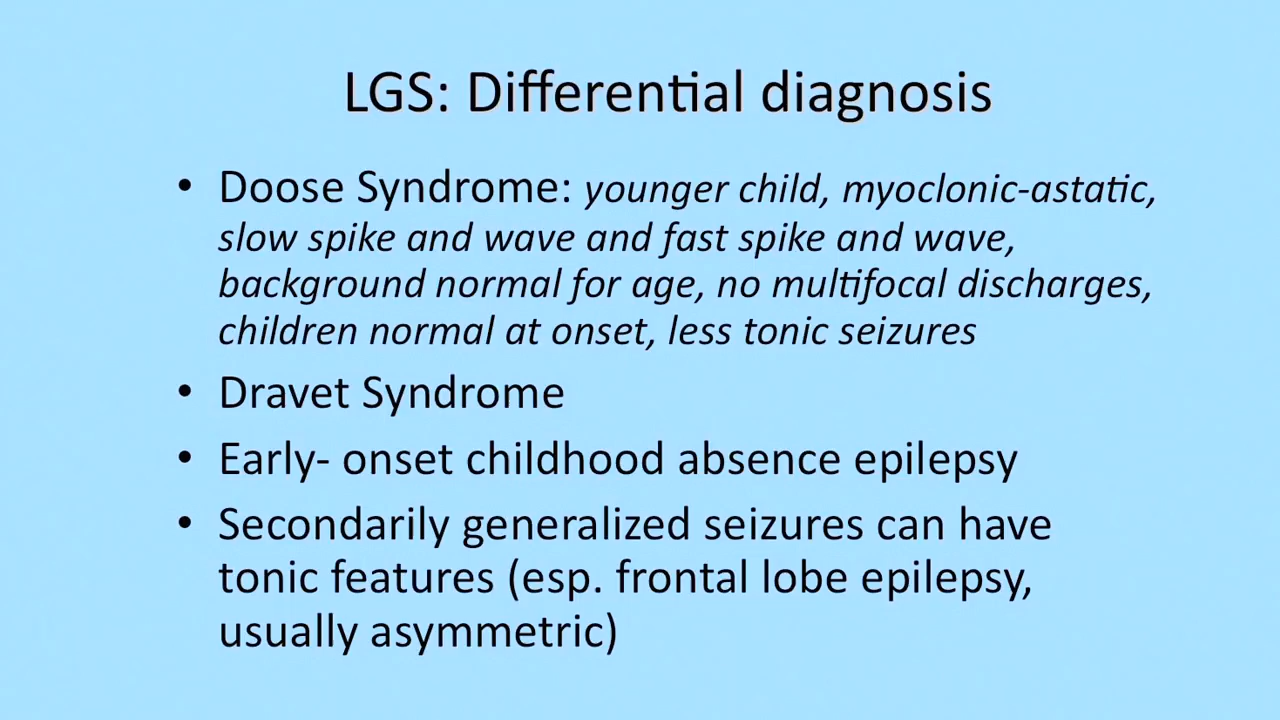 LGS: Differential diagnosis
• Doose Syndrome: younger child, myoclonic-astatic,
slow spike and wave and fast spike and wave,
background normal for age, no multifocal discharges,
children normal at onset, less tonic seizures
• Dravet Syndrome
• Early- onset childhood absence epilepsy
• Secondarily generalized seizures can have
tonic features (esp. frontal lobe epilepsy,
usually asymmetric)